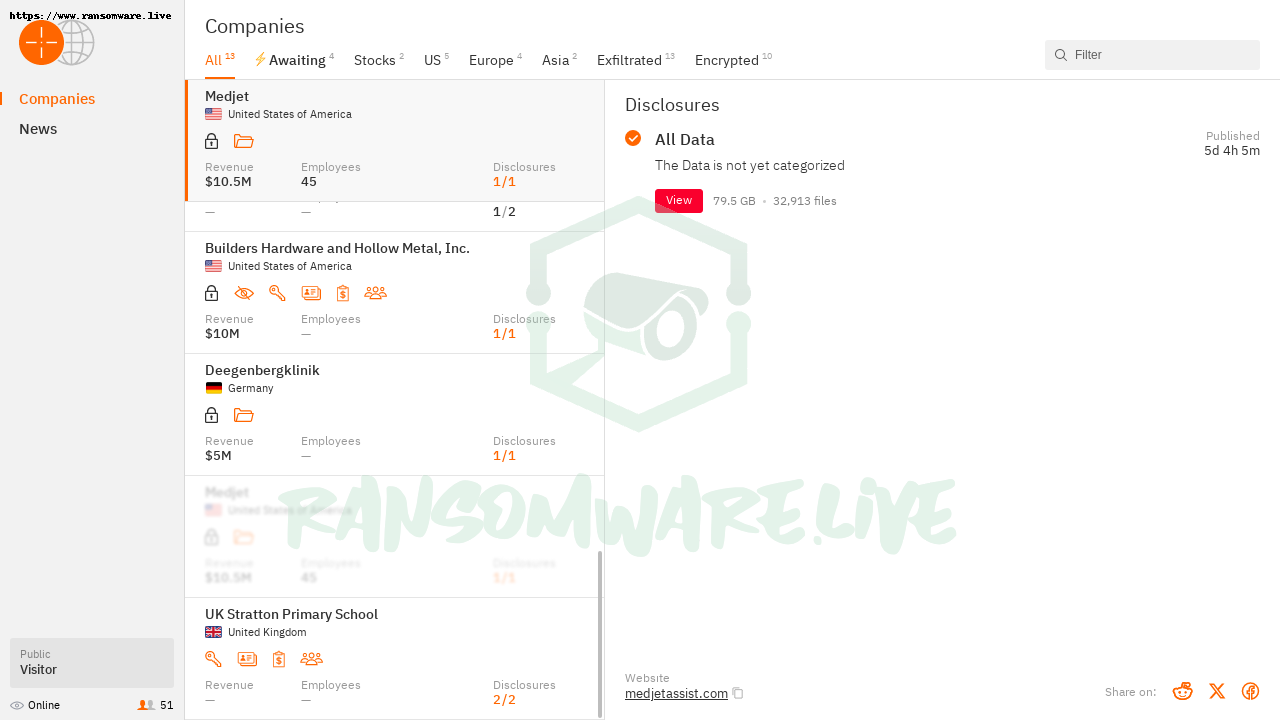 https://www.ransomware.live
Companies
News
Public
Visitor
Online
51
Companies
All 13
Awaiting 4
Stocks 2
US 5
Europe 4
Asia 2
Exfiltrated 13
Encrypted 10
Filter
Medjet
United States of America
Revenue Employees Disclosures
$10.5M 45 1/1
— — 1/2
Builders Hardware and Hollow Metal, Inc.
United States of America
Revenue Employees Disclosures
$10M — 1/1
Deegenbergklinik
Germany
Revenue Employees Disclosures
$5M — 1/1
Medjet
United States of America
Revenue Employees Disclosures
$10.5M 45 1/1
UK Stratton Primary School
United Kingdom
Revenue Employees Disclosures
— — 2/2
Disclosures
All Data
The Data is not yet categorized
Published
5d 4h 5m
View 79.5 GB • 32,913 files
RANSOMWARE.LIVE
Website
medjetassist.com
Share on: